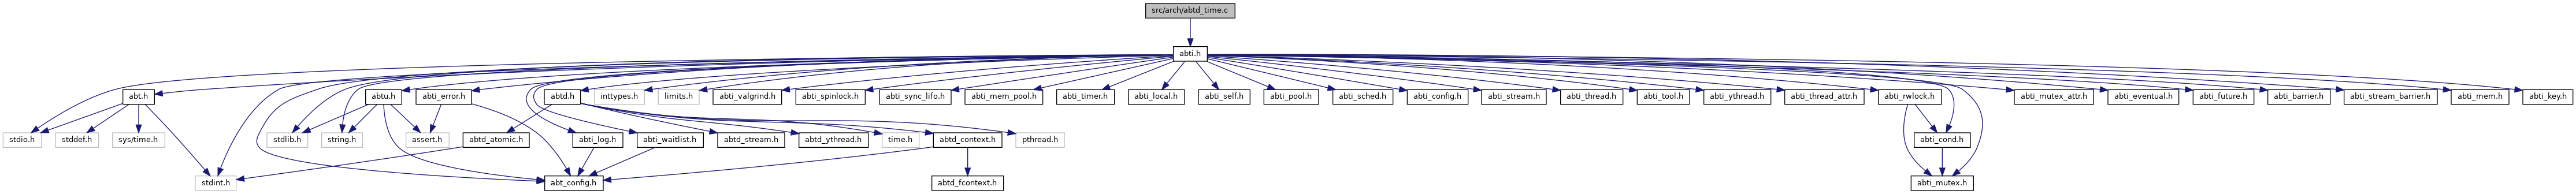 src/arch/abtd_time.c
abti.h
abt.h
abtu.h
abti_error.h
abtd.h
inttypes.h
limits.h
abti_valgrind.h
abti_spinlock.h
abti_sync_lifo.h
abti_mem_pool.h
abti_timer.h
abti_local.h
abti_self.h
abti_pool.h
abti_sched.h
abti_config.h
abti_stream.h
abti_thread.h
abti_tool.h
abti_ythread.h
abti_thread_attr.h
abti_rwlock.h
abti_mutex_attr.h
abti_eventual.h
abti_future.h
abti_barrier.h
abti_stream_barrier.h
abti_mem.h
abti_key.h
stdio.h
stddef.h
sys/time.h
stdlib.h
string.h
assert.h
abtd_atomic.h
abti_log.h
abti_waitlist.h
abtd_stream.h
abtd_ythread.h
time.h
abtd_context.h
pthread.h
abti_cond.h
stdint.h
abt_config.h
abtd_fcontext.h
abti_mutex.h